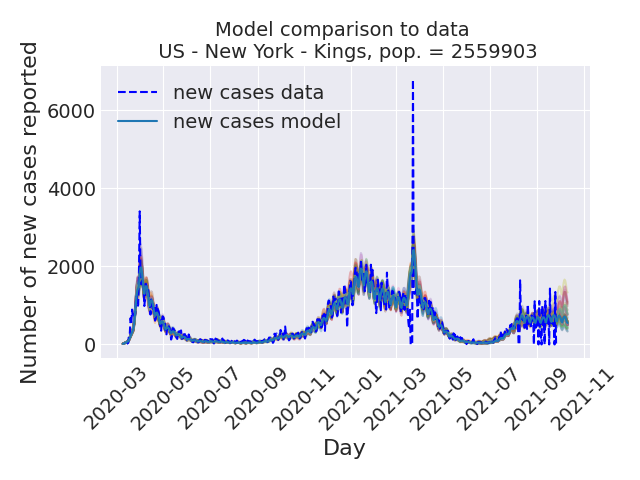 Model comparison to data
US - New York - Kings, pop. = 2559903
Number of new cases reported
6000
4000
2000
0
new cases data
new cases model
2020-03
2020-05
2020-07
2020-09
2020-11
2021-01
2021-03
2021-05
2021-07
2021-09
2021-11
Day